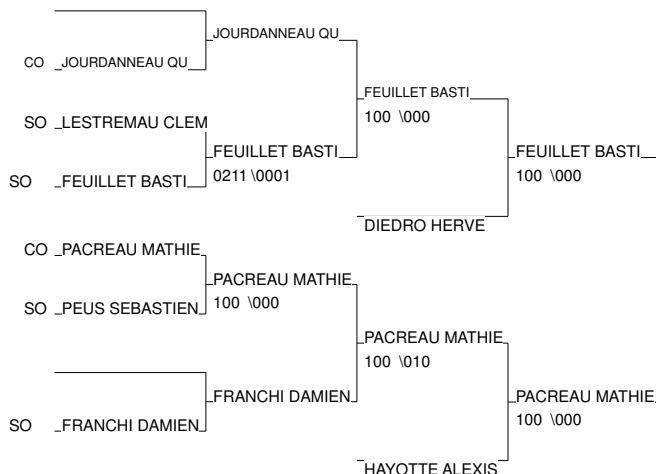 JOURDANNEAU QU
CO JOURDANNEAU QU
FEUILLET BASTI
100 \000
SO LESTREMAU CLEM
FEUILLET BASTI
0211 \0001
FEUILLET BASTI
100 \000
SO FEUILLET BASTI
DIEDRO HERVE
CO PACREAU MATHIE
PACREAU MATHIE
100 \000
SO PEUS SEBASTIEN
PACREAU MATHIE
100 \010
FRANCHI DAMIEN
PACREAU MATHIE
100 \000
SO FRANCHI DAMIEN
HAYOTTE ALEXIS